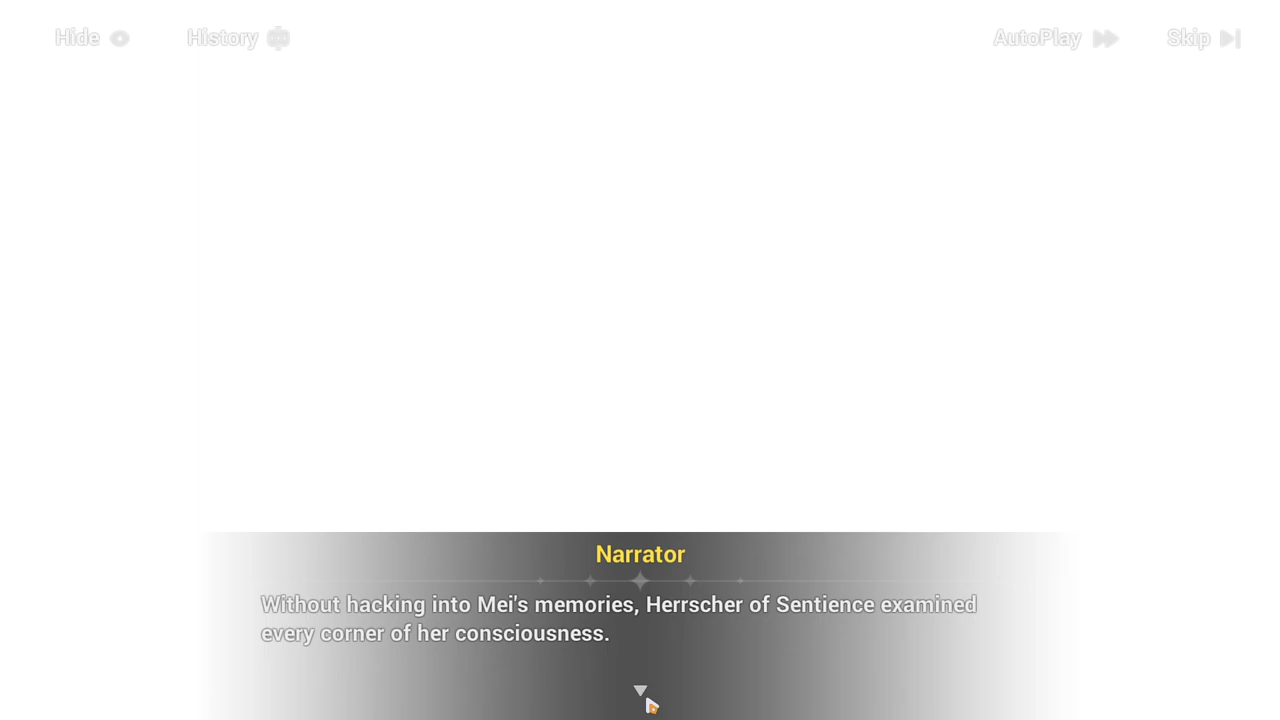 Hide
History
AutoPlay
Skip
Narrator
Without hacking into Mei's memories, Herrscher of Sentience examined
every corner of her consciousness.